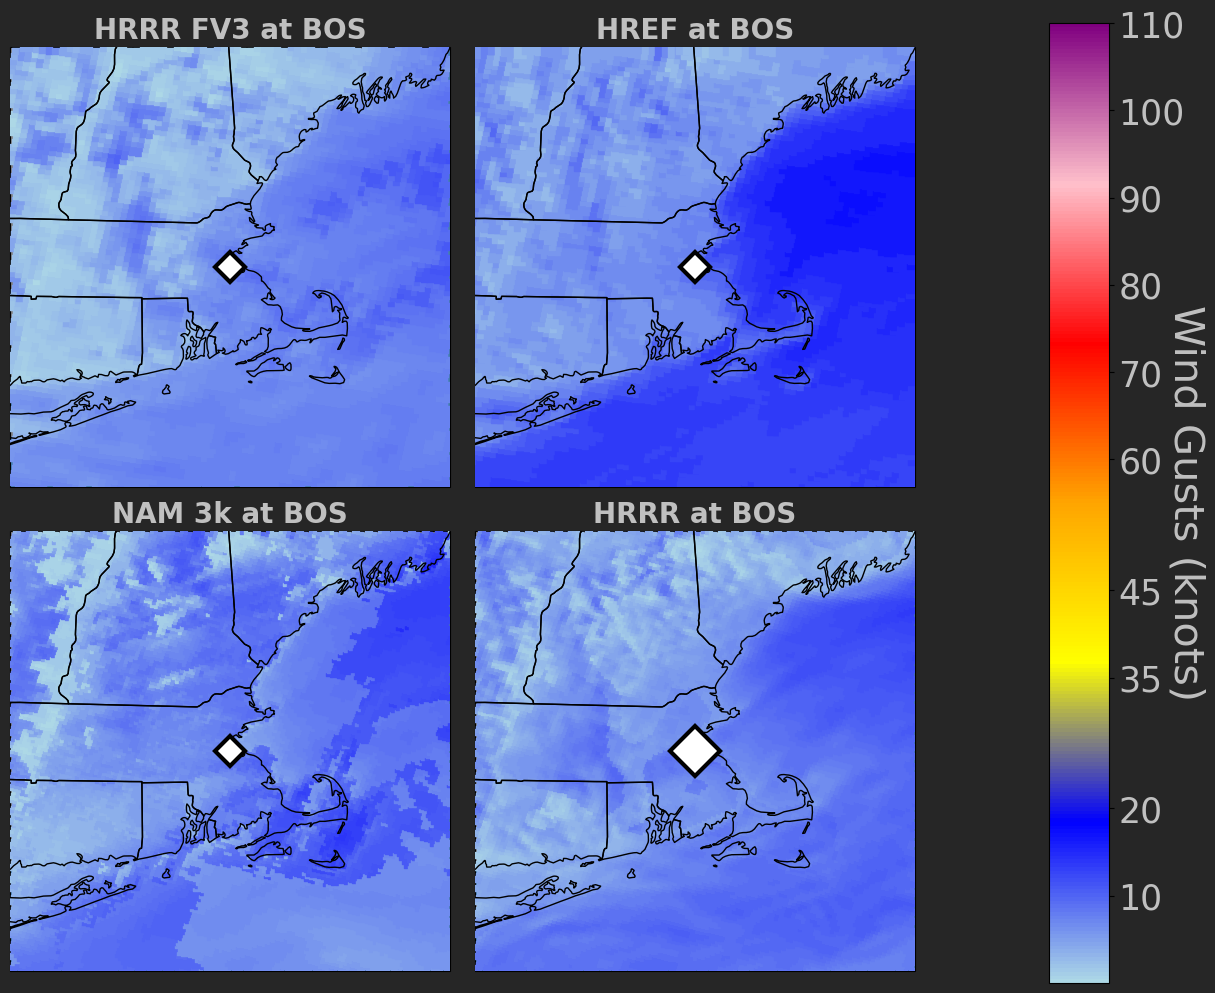 HRRR FV3 at BOS
HREF at BOS
NAM 3k at BOS
HRRR at BOS
110
100
90
80
70
60
45
35
20
10
Wind Gusts (knots)